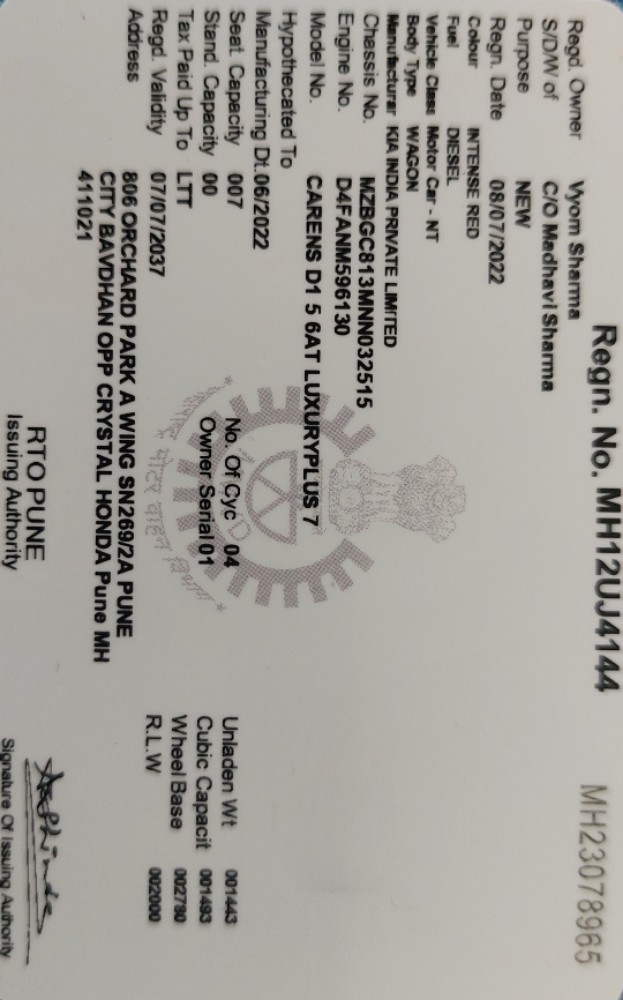 Regn. No. MH12UJ4144 MH23078965
Regd. Owner Vyom Sharma
S/D/W of C/O Madhavi Sharma
Purpose NEW
Regn. Date 08/07/2022
Colour INTENSE RED
Fuel DIESEL
Vehicle Class Motor Car - NT
Body Type WAGON
Manufacturer KIA INDIA PRIVATE LIMITED
Chassis No. MZBGC813MNN032515
Engine No. D4FANM596130
Model No. CARENS D1 5 6AT LUXURYPLUS 7
Hypothecated To
Manufacturing Dt. 06/2022
Seat Capacity 007 No. Of Cyc 04 Unladen Wt 001443
Stand. Capacity 00 Owner Serial 01 Cubic Capacit 001493
Tax Paid Up To LTT Wheel Base 002780
Regd. Validity 07/07/2037 R.L.W 002000
Address 806 ORCHARD PARK A WING SN269/2A PUNE
CITY BAVDHAN OPP CRYSTAL HONDA Pune MH
411021
मोटर वाहन विभाग
RTO PUNE
Issuing Authority
Signature Of Issuing Authority